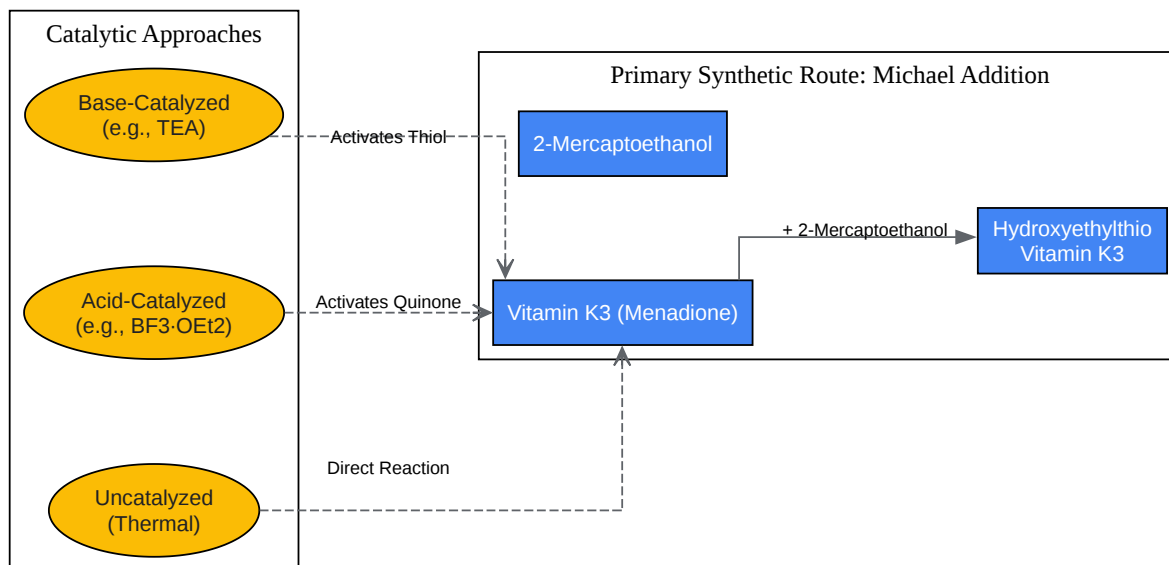 Catalytic Approaches
Base-Catalyzed
(e.g., TEA)
Acid-Catalyzed
(e.g., BF3·OEt2)
Uncatalyzed
(Thermal)
Activates Thiol
Activates Quinone
Direct Reaction
Primary Synthetic Route: Michael Addition
2-Mercaptoethanol
Vitamin K3 (Menadione)
+ 2-Mercaptoethanol
Hydroxyethylthio
Vitamin K3